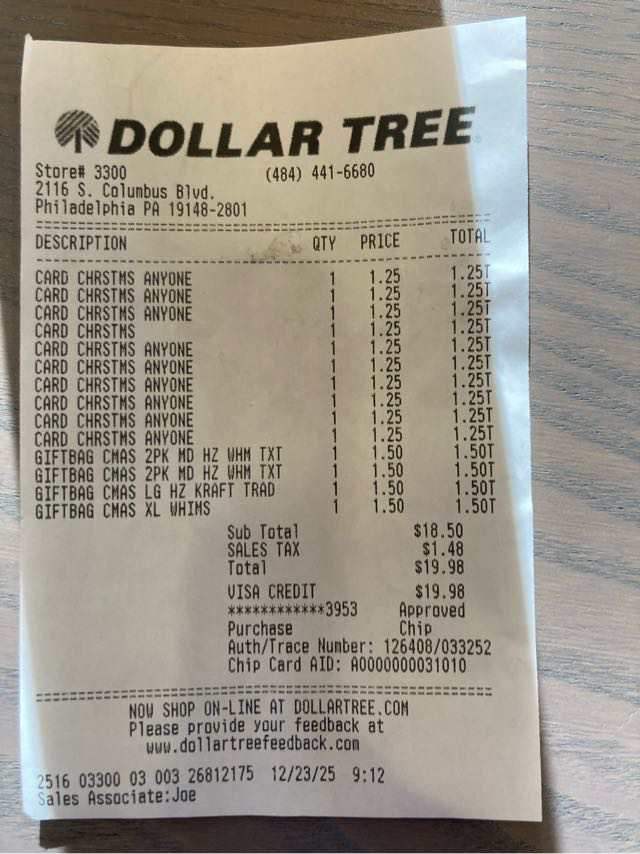 DOLLAR TREE
Store# 3300 (484) 441-6680
2116 S. Columbus Blvd.
Philadelphia PA 19148-2801
DESCRIPTION QTY PRICE TOTAL
CARD CHRSTMS ANYONE 1 1.25 1.25T
CARD CHRSTMS ANYONE 1 1.25 1.25T
CARD CHRSTMS ANYONE 1 1.25 1.25T
CARD CHRSTMS 1 1.25 1.25T
CARD CHRSTMS ANYONE 1 1.25 1.25T
CARD CHRSTMS ANYONE 1 1.25 1.25T
CARD CHRSTMS ANYONE 1 1.25 1.25T
CARD CHRSTMS ANYONE 1 1.25 1.25T
CARD CHRSTMS ANYONE 1 1.25 1.25T
CARD CHRSTMS ANYONE 1 1.25 1.25T
GIFTBAG CMAS 2PK MD HZ WHM TXT 1 1.50 1.50T
GIFTBAG CMAS 2PK MD HZ WHM TXT 1 1.50 1.50T
GIFTBAG CMAS LG HZ KRAFT TRAD 1 1.50 1.50T
GIFTBAG CMAS XL WHIMS 1 1.50 1.50T
Sub Total $18.50
SALES TAX $1.48
Total $19.98
VISA CREDIT $19.98
************3953 Approved
Purchase Chip
Auth/Trace Number: 126408/033252
Chip Card AID: A0000000031010
NOW SHOP ON-LINE AT DOLLARTREE.COM
Please provide your feedback at
www.dollartreefeedback.com
2516 03300 03 003 26812175 12/23/25 9:12
Sales Associate:Joe